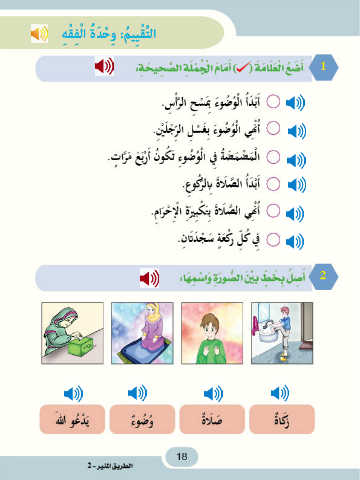 التَّقْيِيمُ: وِحْدَةُ الْفِقْهِ
1 أَضَعُ الْعَلَامَةَ (✓) أَمَامَ الْجُمْلَةِ الصَّحِيحَةِ:
أَبْدَأُ الْوُضُوءَ بِمَسْحِ الرَّأْسِ.
أُنْهِي الْوُضُوءَ بِغَسْلِ الرِّجْلَيْنِ.
الْمَضْمَضَةُ فِي الْوُضُوءِ تَكُونُ أَرْبَعَ مَرَّاتٍ.
أَبْدَأُ الصَّلَاةَ بِالرُّكُوعِ.
أُنْهِي الصَّلَاةَ بِتَكْبِيرَةِ الْإِحْرَامِ.
فِي كُلِّ رَكْعَةٍ سَجْدَتَانِ.
2 أَصِلُ بِخَطٍّ بَيْنَ الصُّورَةِ وَاسْمِهَا:
زَكَاةٌ صَلَاةٌ وُضُوءٌ يَدْعُو اللهَ
18
الطريق المنير - 2